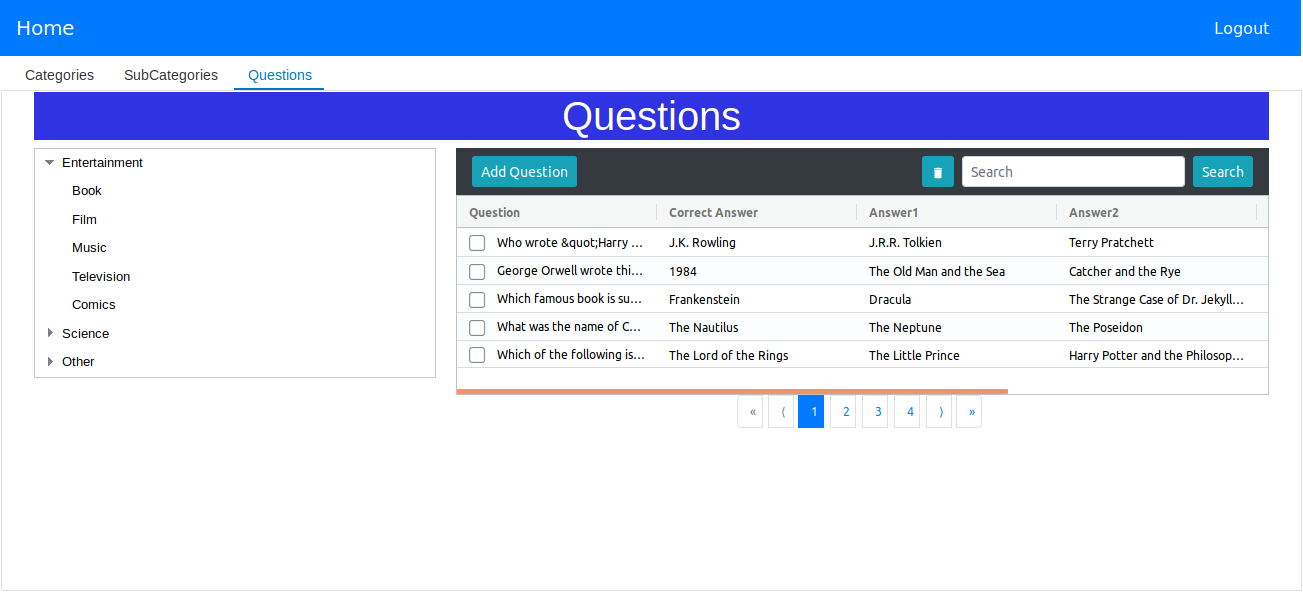 Home Logout
Categories SubCategories Questions
Questions
Entertainment
Book
Film
Music
Television
Comics
Science
Other
Add Question Search Search
Question Correct Answer Answer1 Answer2
Who wrote &quot;Harry ... J.K. Rowling J.R.R. Tolkien Terry Pratchett
George Orwell wrote thi... 1984 The Old Man and the Sea Catcher and the Rye
Which famous book is su... Frankenstein Dracula The Strange Case of Dr. Jekyll...
What was the name of C... The Nautilus The Neptune The Poseidon
Which of the following is... The Lord of the Rings The Little Prince Harry Potter and the Philosop...
« ⟨ 1 2 3 4 ⟩ »